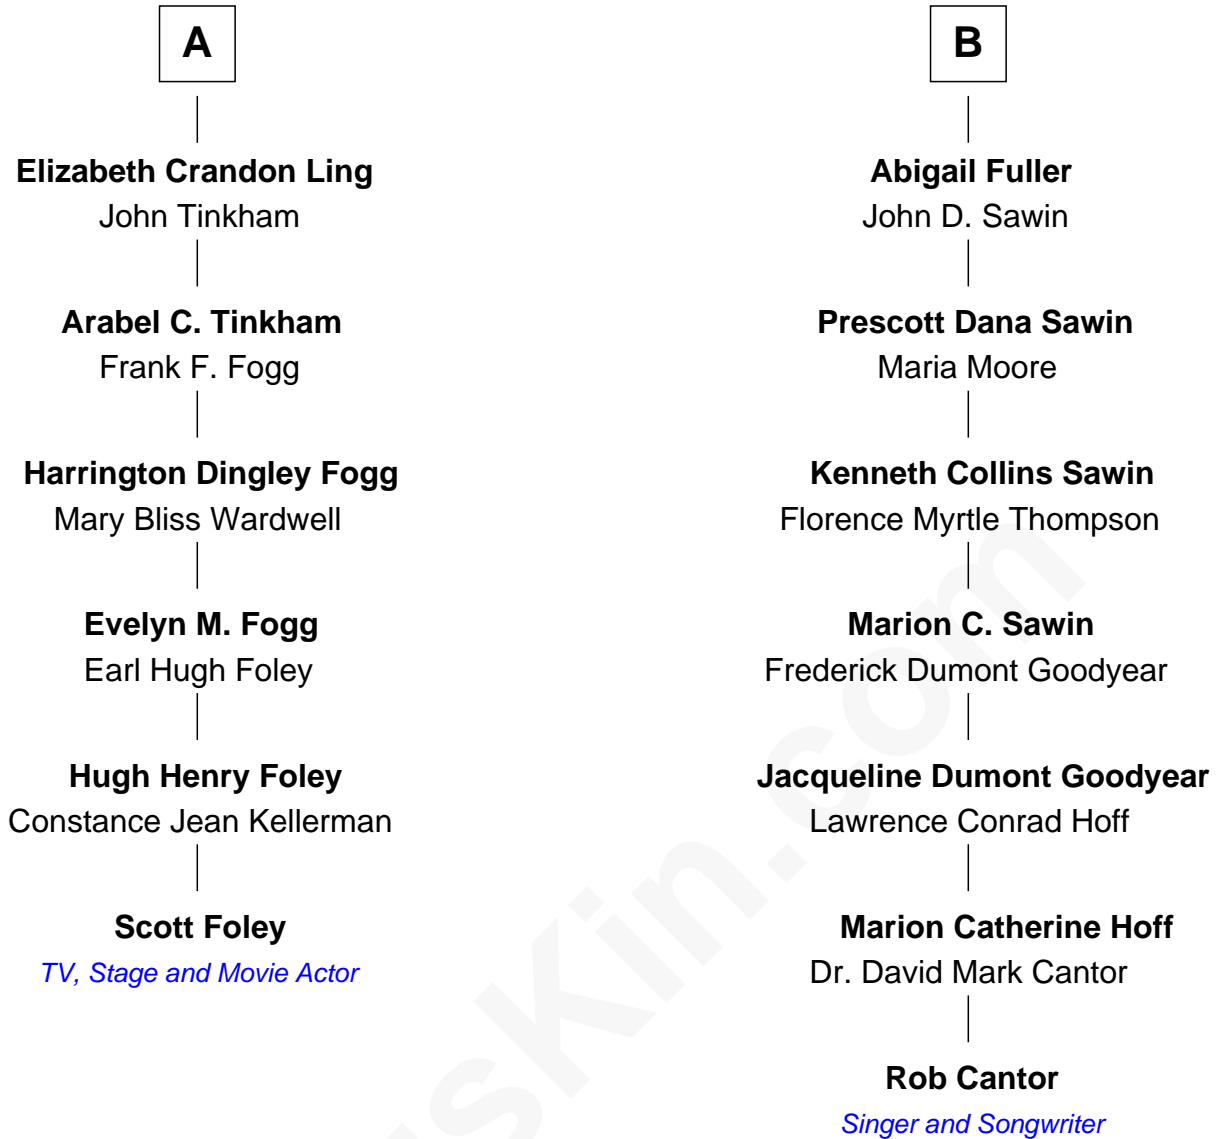 A
Elizabeth Crandon Ling
John Tinkham
Arabel C. Tinkham
Frank F. Fogg
Harrington Dingley Fogg
Mary Bliss Wardwell
Evelyn M. Fogg
Earl Hugh Foley
Hugh Henry Foley
Constance Jean Kellerman
Scott Foley
TV, Stage and Movie Actor
B
Abigail Fuller
John D. Sawin
Prescott Dana Sawin
Maria Moore
Kenneth Collins Sawin
Florence Myrtle Thompson
Marion C. Sawin
Frederick Dumont Goodyear
Jacqueline Dumont Goodyear
Lawrence Conrad Hoff
Marion Catherine Hoff
Dr. David Mark Cantor
Rob Cantor
Singer and Songwriter
sKin.com